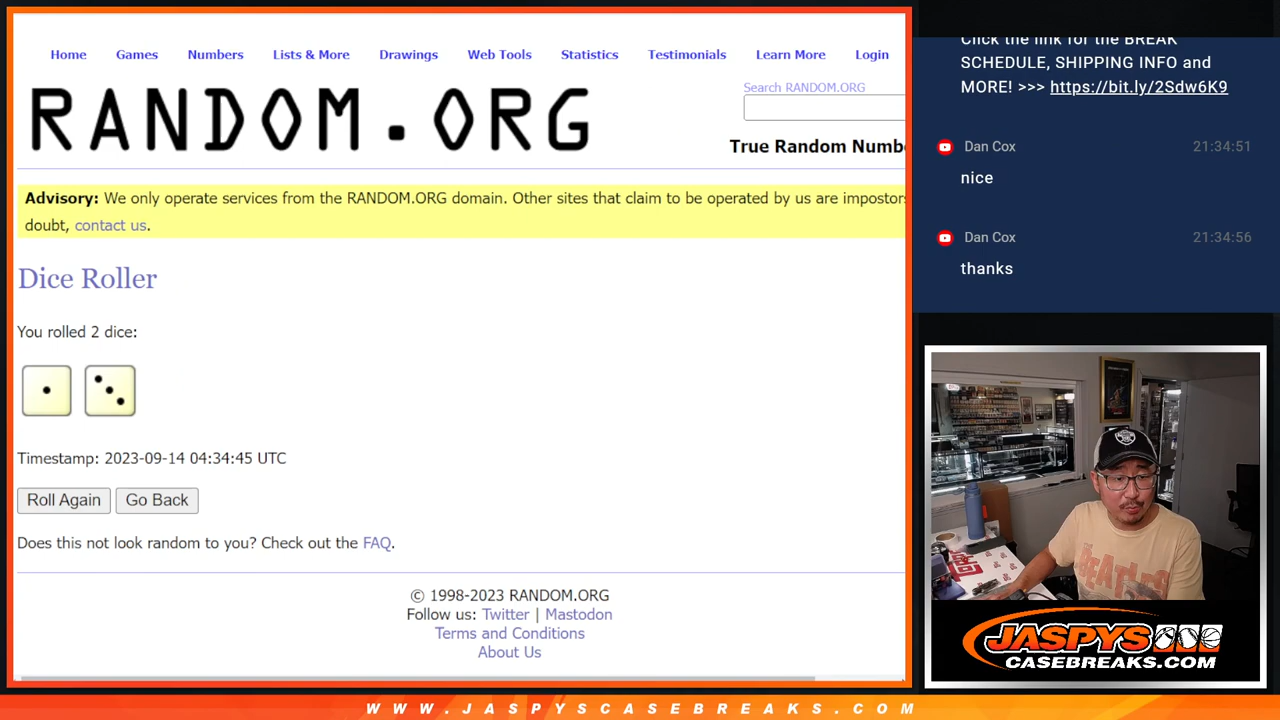 Home Games Numbers Lists & More Drawings Web Tools Statistics Testimonials Learn More Login
RANDOM.ORG
Search RANDOM.ORG
True Random Numbe
Advisory: We only operate services from the RANDOM.ORG domain. Other sites that claim to be operated by us are impostors
doubt, contact us.
Dice Roller
You rolled 2 dice:
Timestamp: 2023-09-14 04:34:45 UTC
Roll Again Go Back
Does this not look random to you? Check out the FAQ.
© 1998-2023 RANDOM.ORG
Follow us: Twitter | Mastodon
Terms and Conditions
About Us
Click the link for the BREAK
SCHEDULE, SHIPPING INFO and
MORE! >>> https://bit.ly/2Sdw6K9
Dan Cox 21:34:51
nice
Dan Cox 21:34:56
thanks
JASPYS
CASEBREAKS.COM
WWW.JASPYSCASEBREAKS.COM